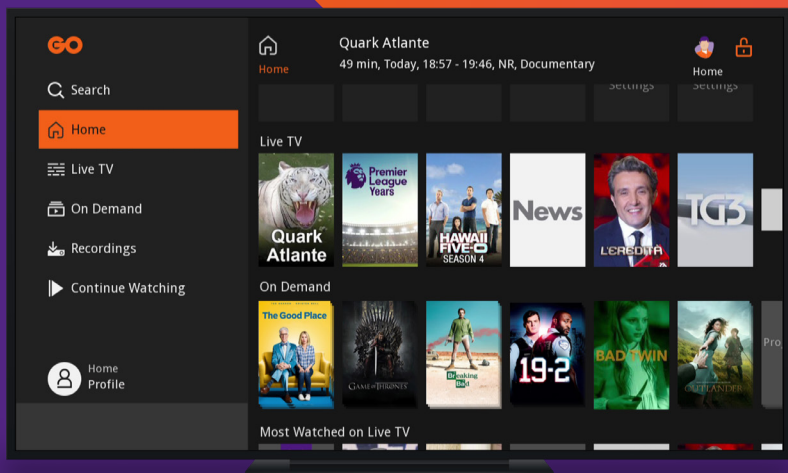 GO
Search
Home
Live TV
On Demand
Recordings
Continue Watching
Home
Profile
Home
Quark Atlante
49 min, Today, 18:57 - 19:46, NR, Documentary
Home
Settings
Settings
Live TV
Quark
Atlante
Premier
League
Years
HAWAII
FIVE-O
SEASON 4
News
L'EREDITÀ
TG3
On Demand
The Good Place
GAME OF THRONES
Breaking
Bad
19-2
BAD TWIN
OUTLANDER
Pro
Most Watched on Live TV